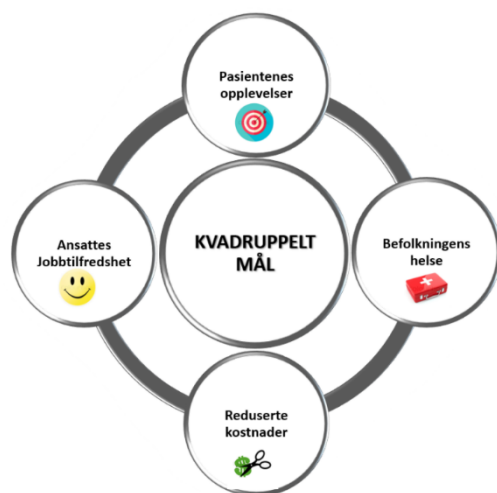 Pasientenes
opplevelser
Ansattes
Jobbtilfredshet
KVADRUPPELT
MÅL
Befolkningens
helse
Reduserte
kostnader